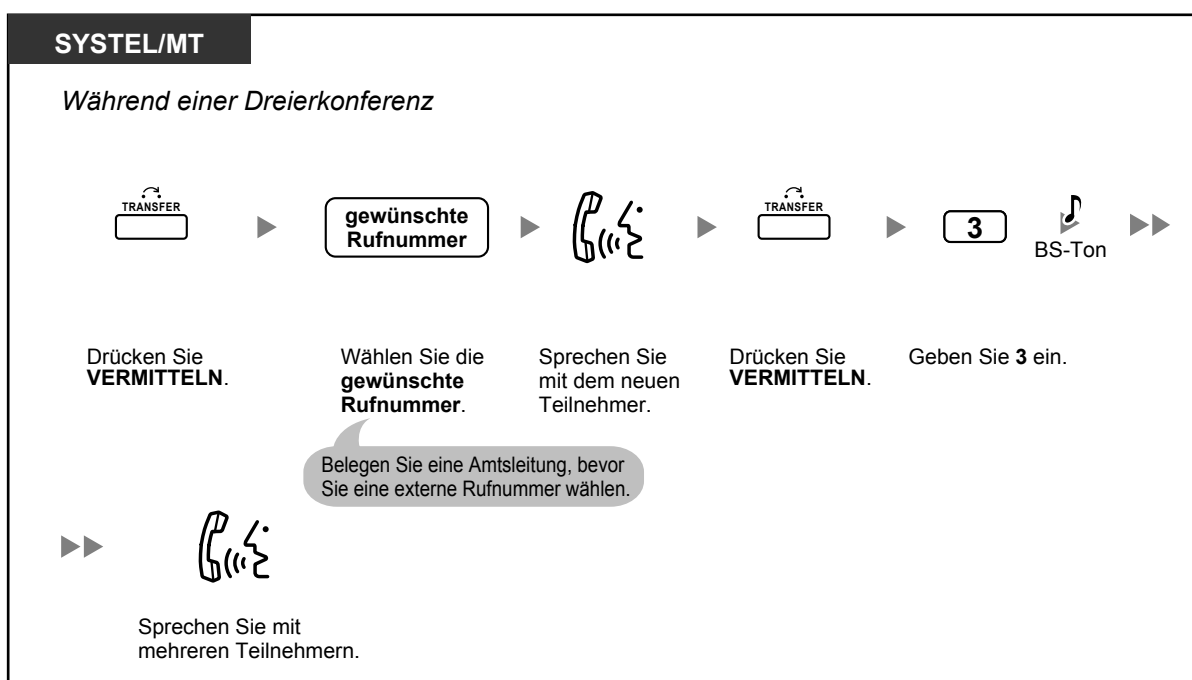 SYSTEL/MT
Während einer Dreierkonferenz
TRANSFER
gewünschte
Rufnummer
TRANSFER
3
BS-Ton
Drücken Sie
VERMITTELN.
Wählen Sie die
gewünschte
Rufnummer.
Sprechen Sie
mit dem neuen
Teilnehmer.
Drücken Sie
VERMITTELN.
Geben Sie 3 ein.
Belegen Sie eine Amtsleitung, bevor
Sie eine externe Rufnummer wählen.
Sprechen Sie mit
mehreren Teilnehmern.